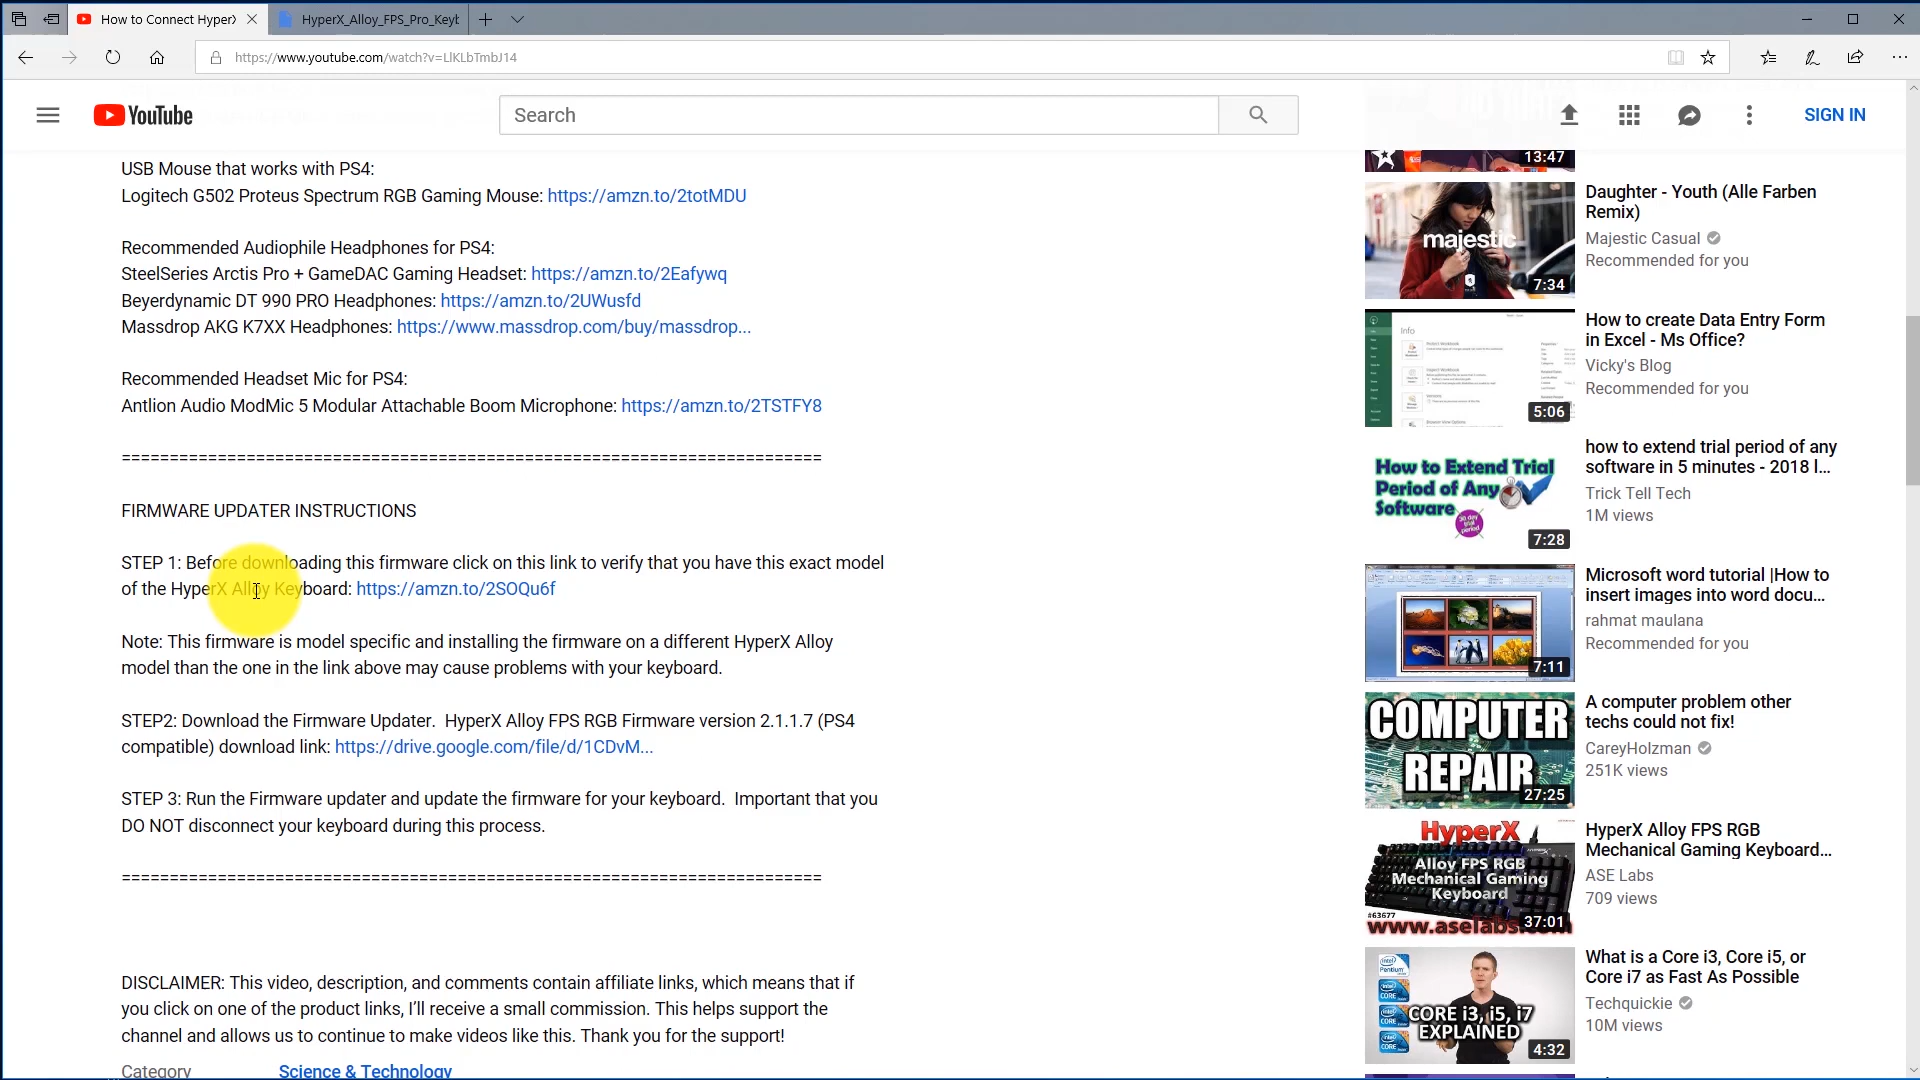 How to Connect HyperX
HyperX_Alloy_FPS_Pro_Keyb
https://www.youtube.com/watch?v=LlKLbTmbJ14
YouTube
Search
SIGN IN
USB Mouse that works with PS4:
Logitech G502 Proteus Spectrum RGB Gaming Mouse: https://amzn.to/2totMDU
Recommended Audiophile Headphones for PS4:
SteelSeries Arctis Pro + GameDAC Gaming Headset: https://amzn.to/2Eafywq
Beyerdynamic DT 990 PRO Headphones: https://amzn.to/2UWusfd
Massdrop AKG K7XX Headphones: https://www.massdrop.com/buy/massdrop...
Recommended Headset Mic for PS4:
Antlion Audio ModMic 5 Modular Attachable Boom Microphone: https://amzn.to/2TSTFY8
=========================================================================
FIRMWARE UPDATER INSTRUCTIONS
STEP 1: Before downloading this firmware click on this link to verify that you have this exact model
of the HyperX Alloy Keyboard: https://amzn.to/2SOQu6f
Note: This firmware is model specific and installing the firmware on a different HyperX Alloy
model than the one in the link above may cause problems with your keyboard.
STEP2: Download the Firmware Updater.  HyperX Alloy FPS RGB Firmware version 2.1.1.7 (PS4
compatible) download link: https://drive.google.com/file/d/1CDvM...
STEP 3: Run the Firmware updater and update the firmware for your keyboard.  Important that you
DO NOT disconnect your keyboard during this process.
=========================================================================
DISCLAIMER: This video, description, and comments contain affiliate links, which means that if
you click on one of the product links, I'll receive a small commission. This helps support the
channel and allows us to continue to make videos like this. Thank you for the support!
Category
Science & Technology
13:47
majestic
7:34
Daughter - Youth (Alle Farben
Remix)
Majestic Casual
Recommended for you
Info
5:06
How to create Data Entry Form
in Excel - Ms Office?
Vicky's Blog
Recommended for you
How to Extend Trial
Period of Any
Software
7:28
how to extend trial period of any
software in 5 minutes - 2018 l...
Trick Tell Tech
1M views
7:11
Microsoft word tutorial |How to
insert images into word docu...
rahmat maulana
Recommended for you
COMPUTER
REPAIR
27:25
A computer problem other
techs could not fix!
CareyHolzman
251K views
HyperX
Alloy FPS RGB
Mechanical Gaming
Keyboard
#63677
www.aselabs.com
37:01
HyperX Alloy FPS RGB
Mechanical Gaming Keyboard...
ASE Labs
709 views
CORE i3, i5, i7
EXPLAINED
4:32
What is a Core i3, Core i5, or
Core i7 as Fast As Possible
Techquickie
10M views